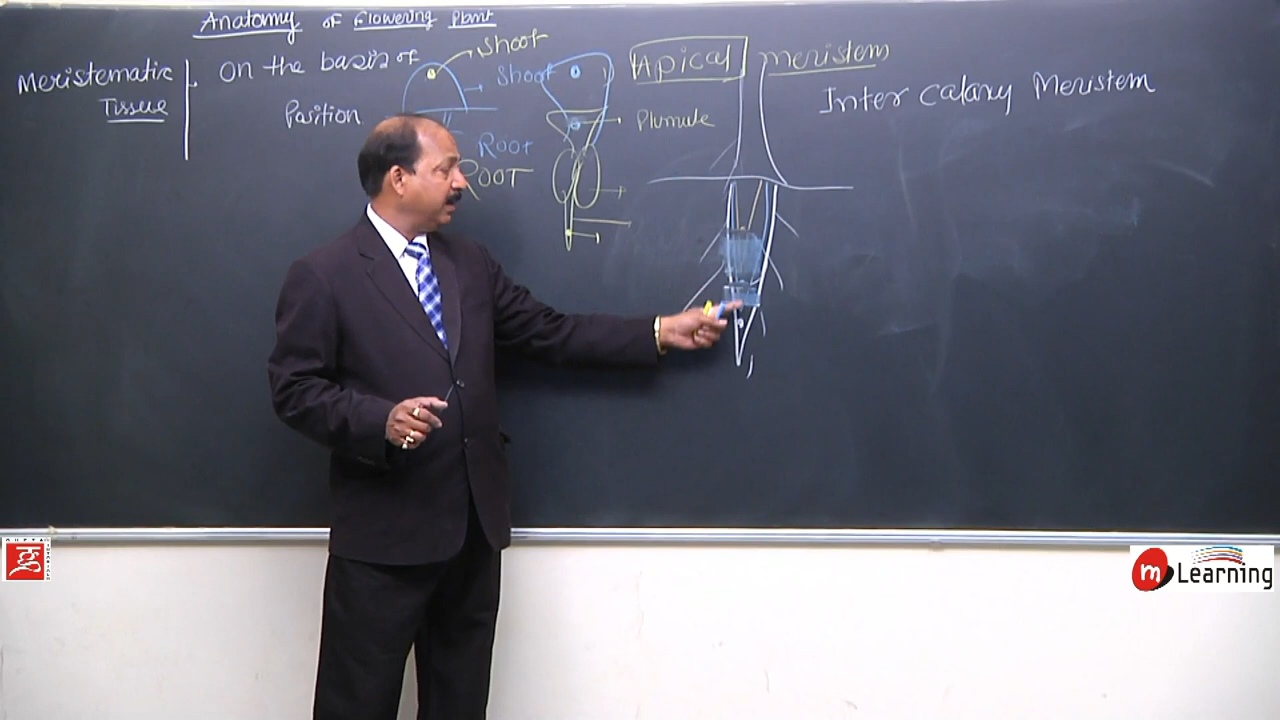 Anatomy of Flowering Plant
Meristematic
Tissue
On the basis of
Position
Shoot
Shoot
Root
ROOT
Plumule
Apical meristem
Inter calary Meristem
m Learning